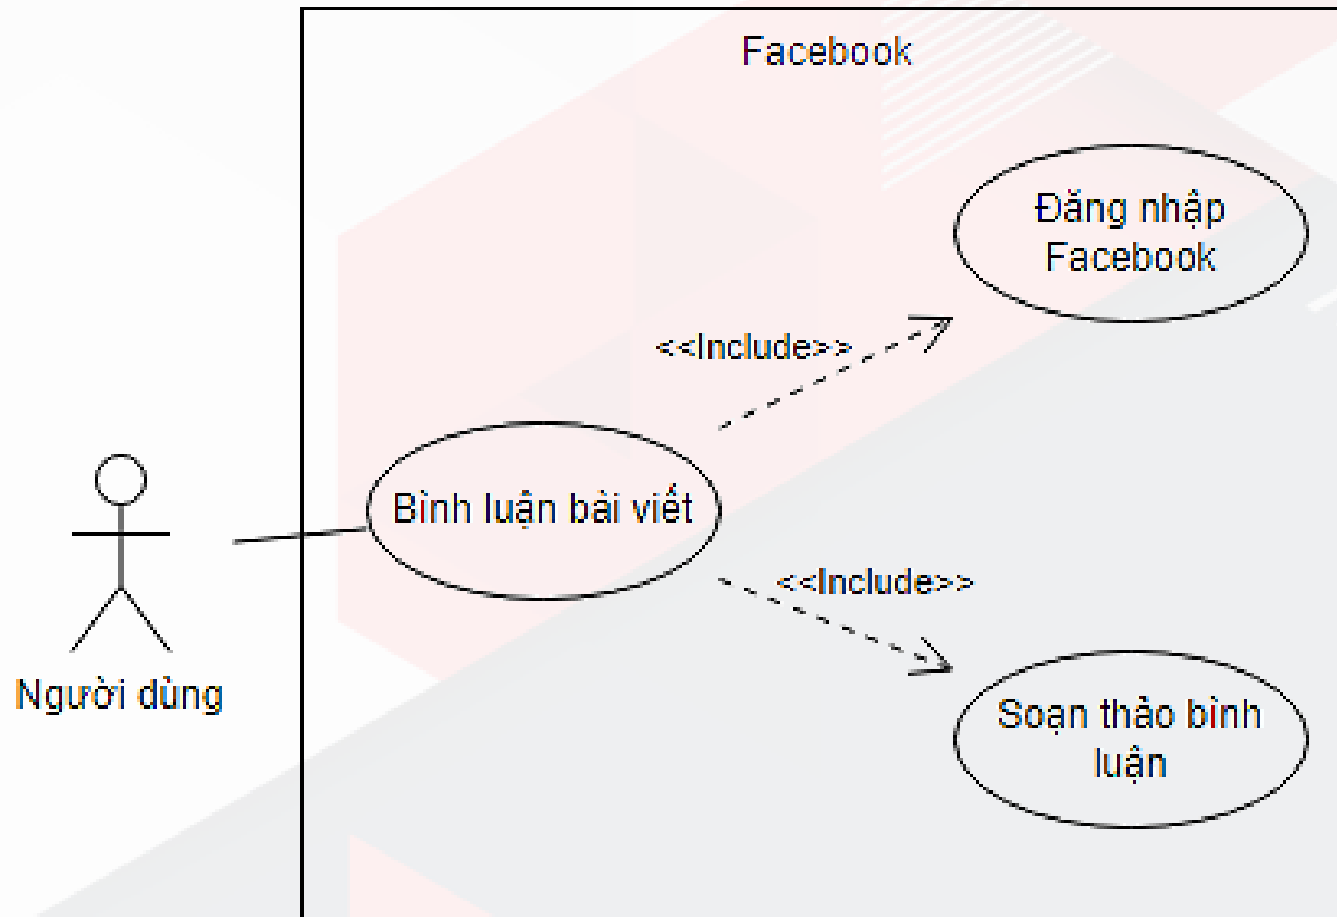 Facebook
Đăng nhập
Facebook
<<Include>>
Bình luận bài viết
<<Include>>
Người dùng
Soạn thảo bình
luận